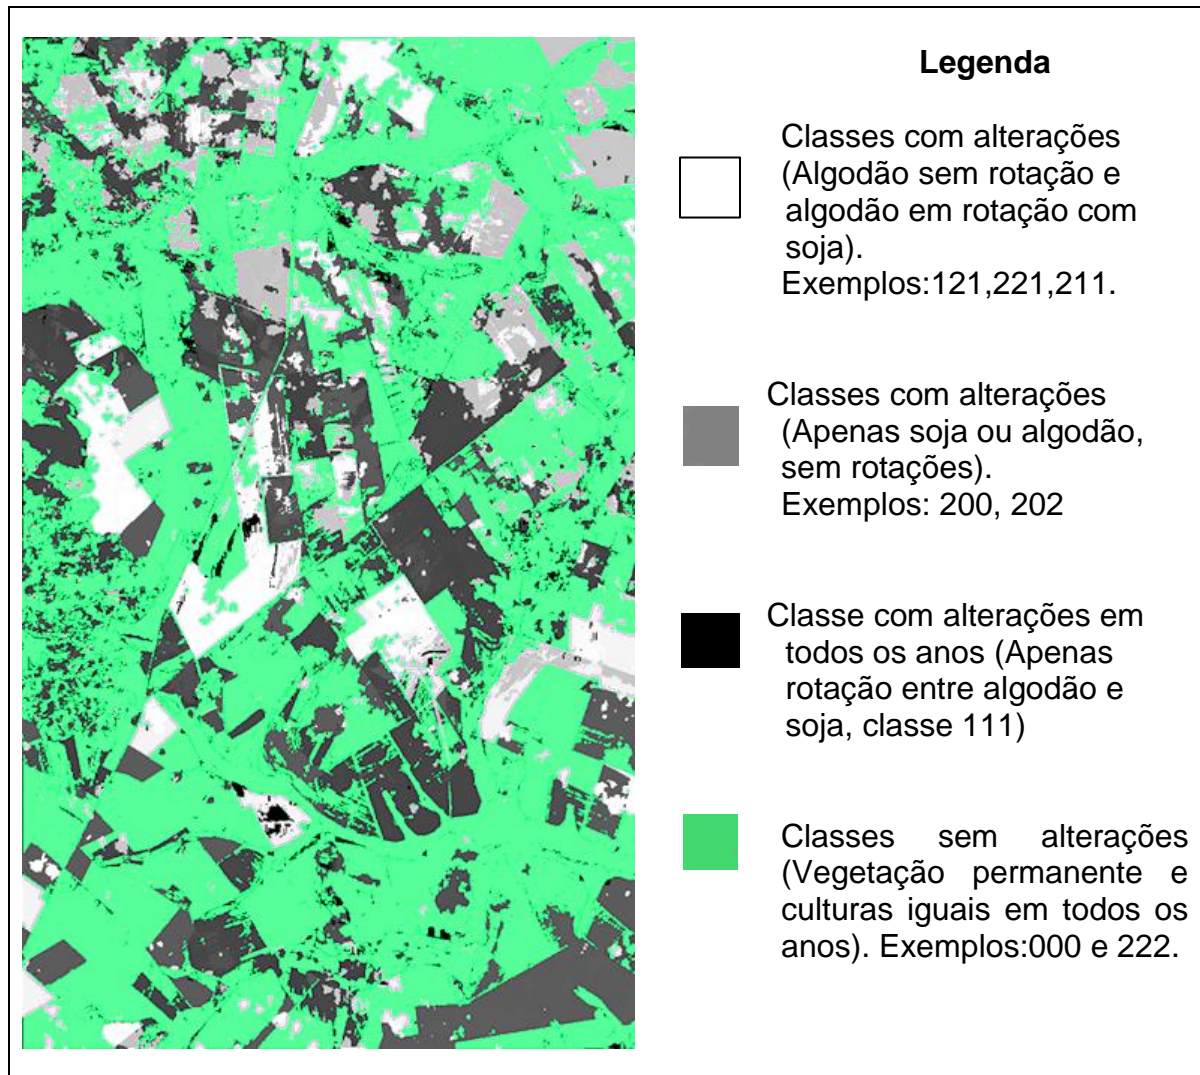 Legenda
Classes com alterações
(Algodão sem rotação e
algodão em rotação com
soja).
Exemplos:121,221,211.
Classes com alterações
(Apenas soja ou algodão,
sem rotações).
Exemplos: 200, 202
Classe com alterações em
todos os anos (Apenas
rotação entre algodão e
soja, classe 111)
Classes sem alterações
(Vegetação permanente e
culturas iguais em todos os
anos). Exemplos:000 e 222.